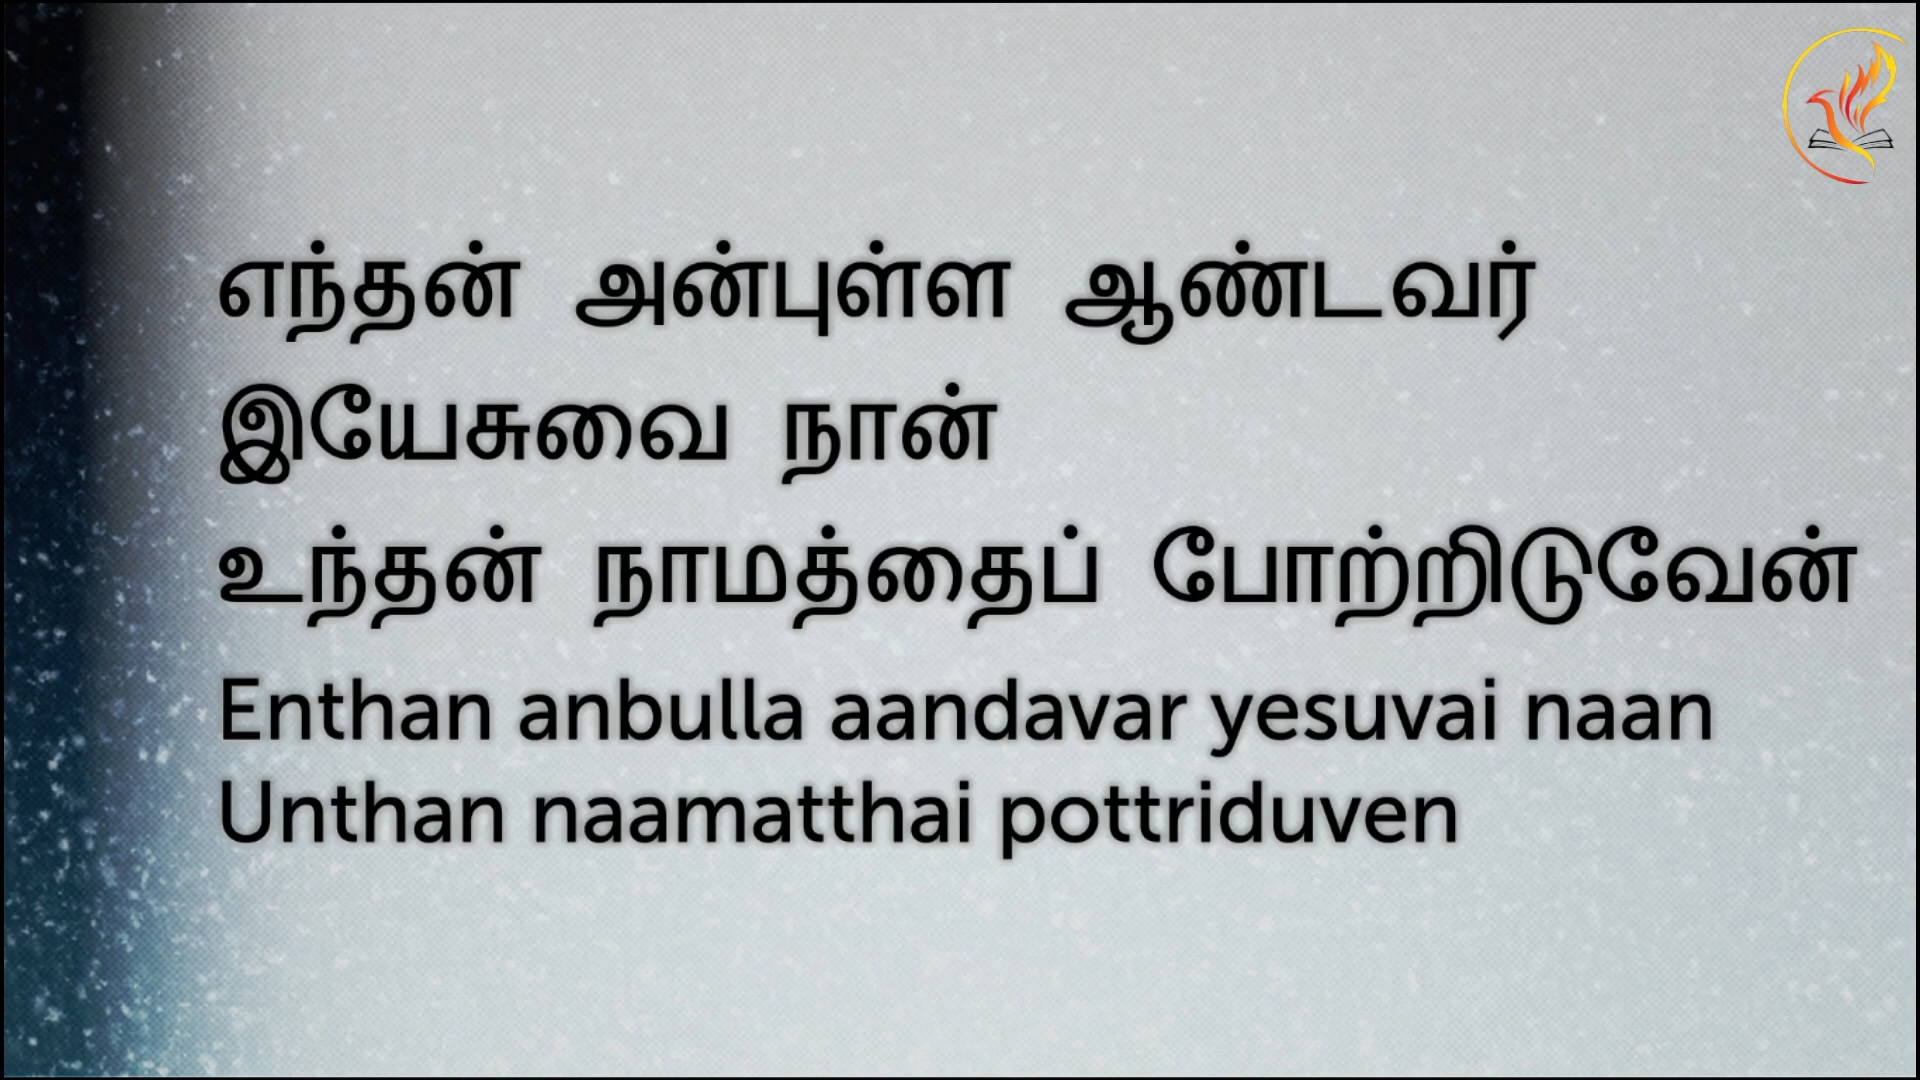 எந்தன் அன்புள்ள ஆண்டவர்
இயேசுவை நான்
உந்தன் நாமத்தைப் போற்றிடுவேன்
Enthan anbulla aandavar yesuvai naan
Unthan naamatthai pottriduven